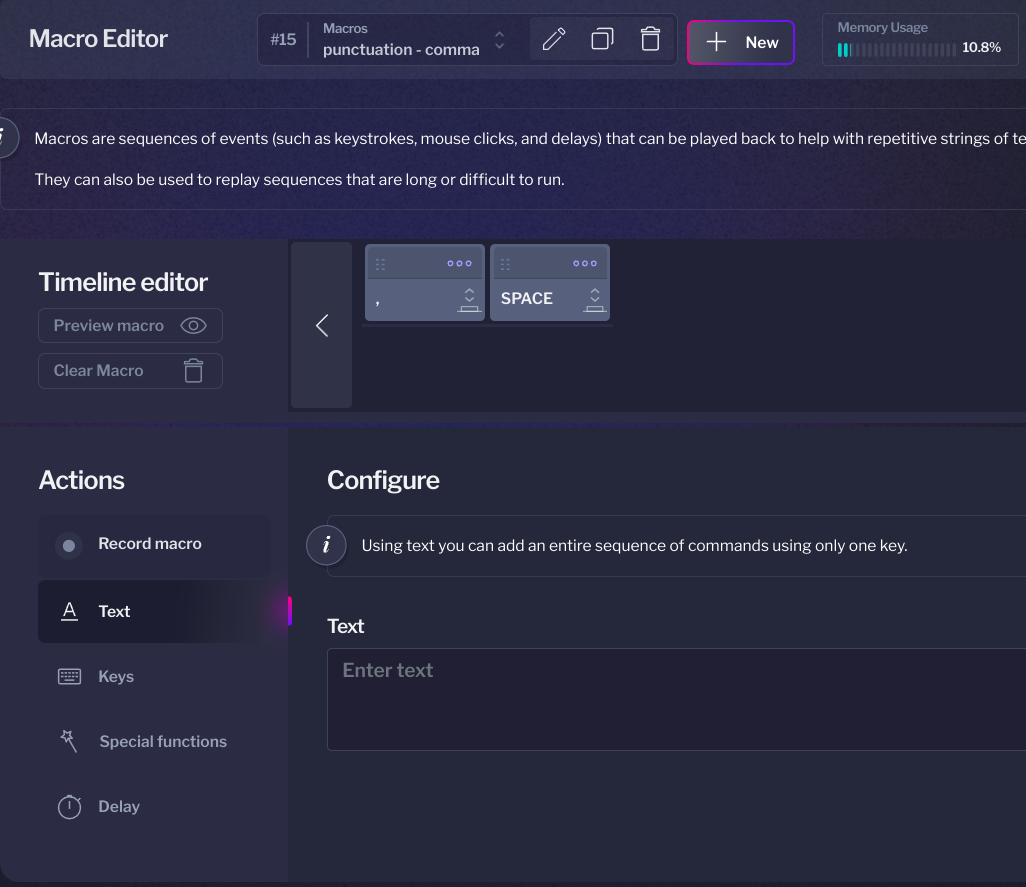 Macro Editor
#15
Macros
punctuation - comma
New
Memory Usage
10.8%
i
Macros are sequences of events (such as keystrokes, mouse clicks, and delays) that can be played back to help with repetitive strings of te
They can also be used to replay sequences that are long or difficult to run.
Timeline editor
Preview macro
Clear Macro
,
SPACE
Actions
Record macro
A Text
Keys
Special functions
Delay
Configure
i Using text you can add an entire sequence of commands using only one key.
Text
Enter text